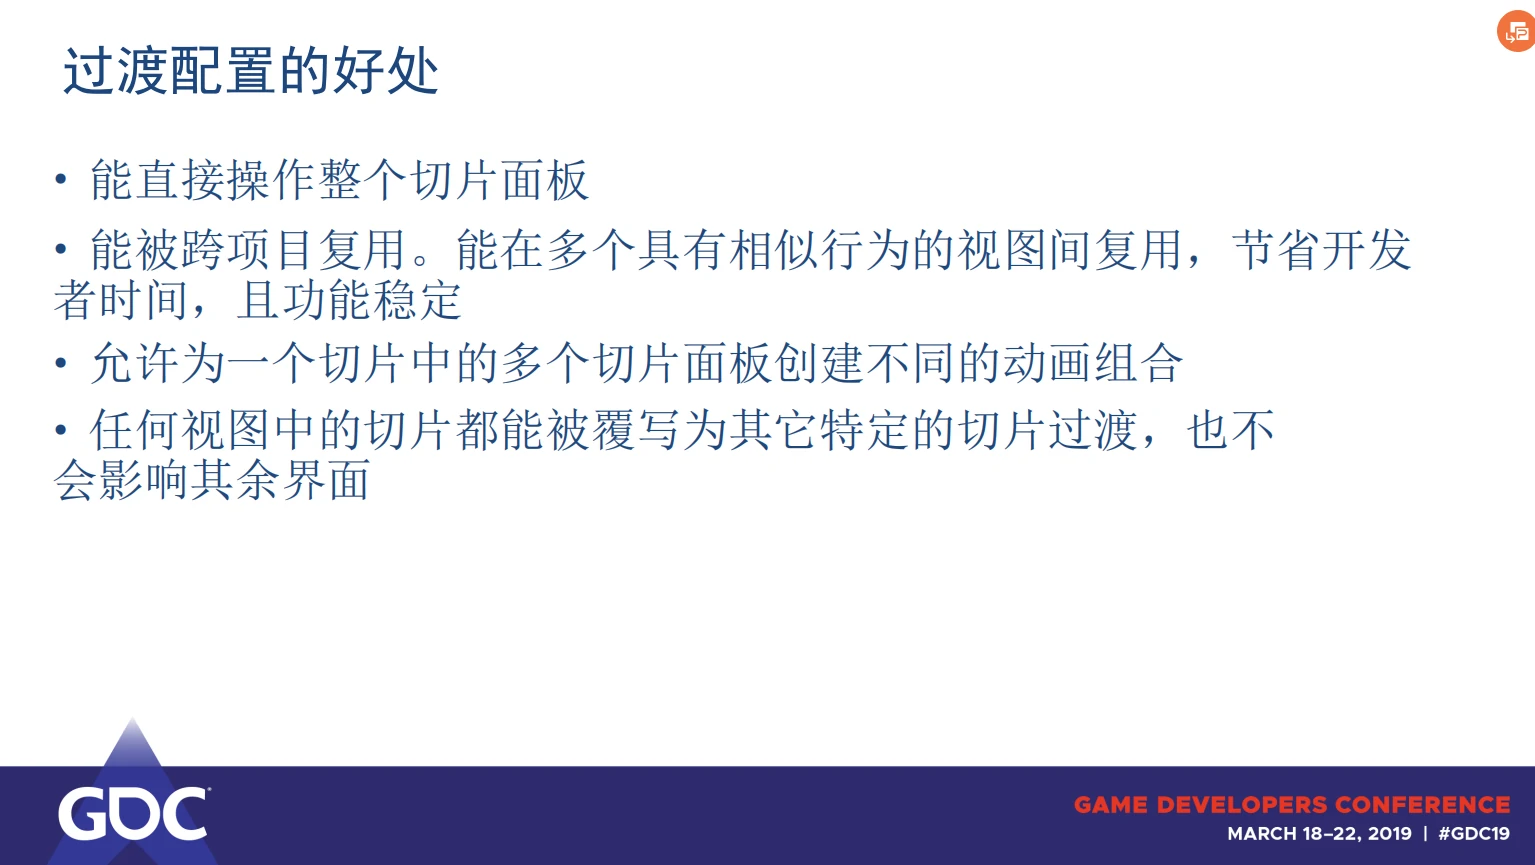 过渡配置的好处
• 能直接操作整个切片面板
• 能被跨项目复用。能在多个具有相似行为的视图间复用，节省开发
者时间，且功能稳定
• 允许为一个切片中的多个切片面板创建不同的动画组合
• 任何视图中的切片都能被覆写为其它特定的切片过渡，也不
会影响其余界面
GDC
GAME DEVELOPERS CONFERENCE
MARCH 18–22, 2019 | #GDC19